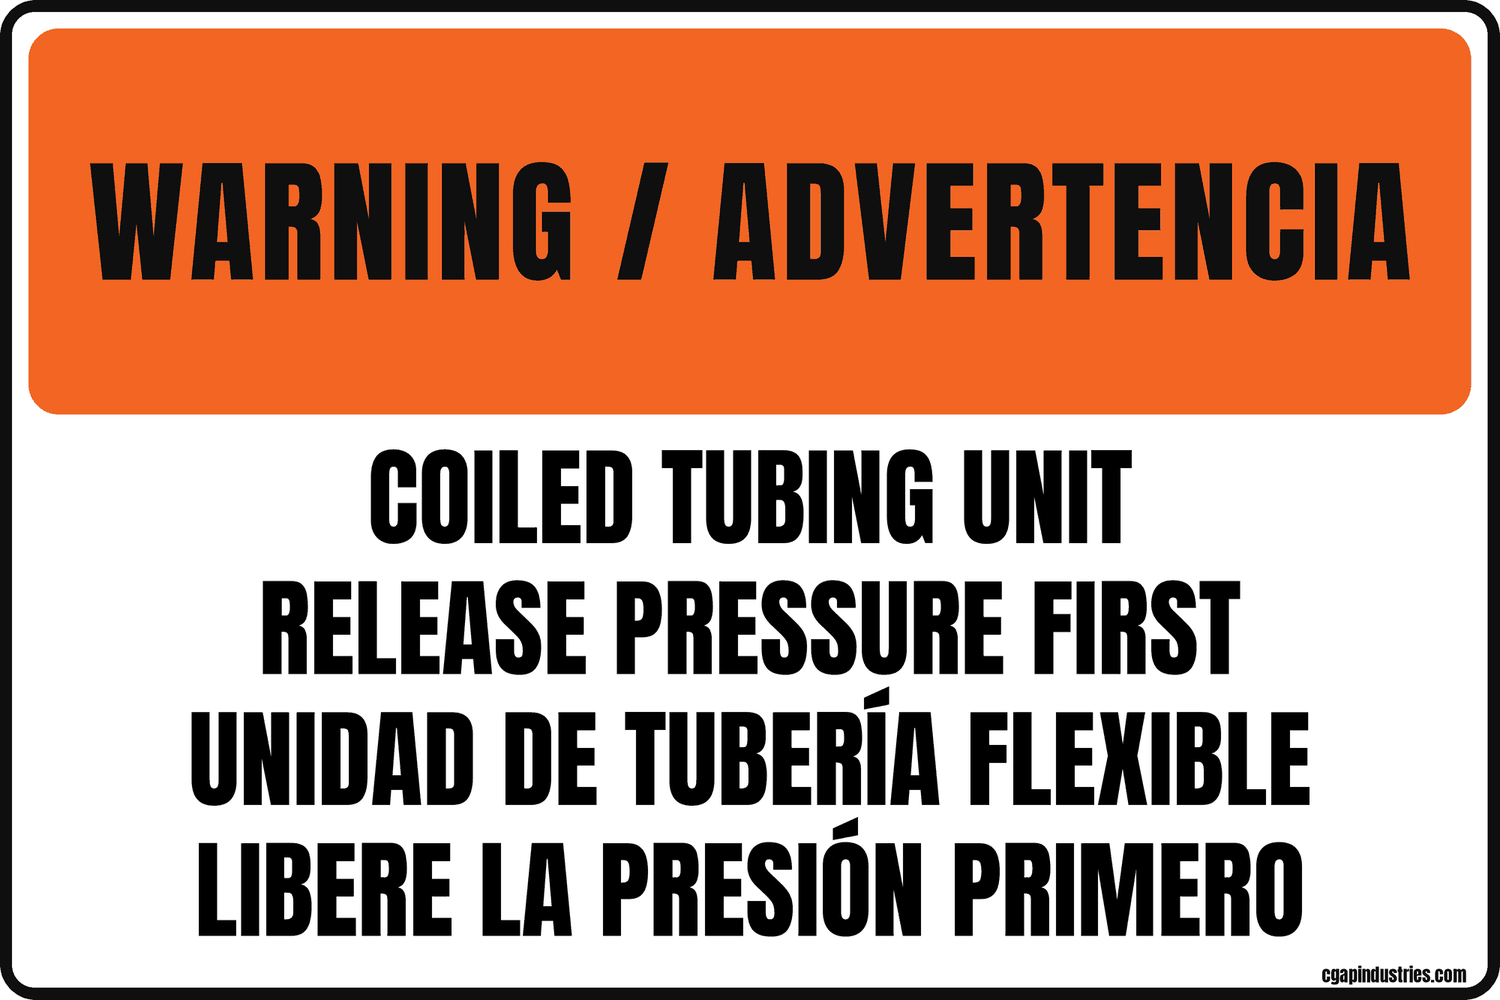 WARNING / ADVERTENCIA
COILED TUBING UNIT
RELEASE PRESSURE FIRST
UNIDAD DE TUBERÍA FLEXIBLE
LIBERE LA PRESIÓN PRIMERO
cgapindustries.com